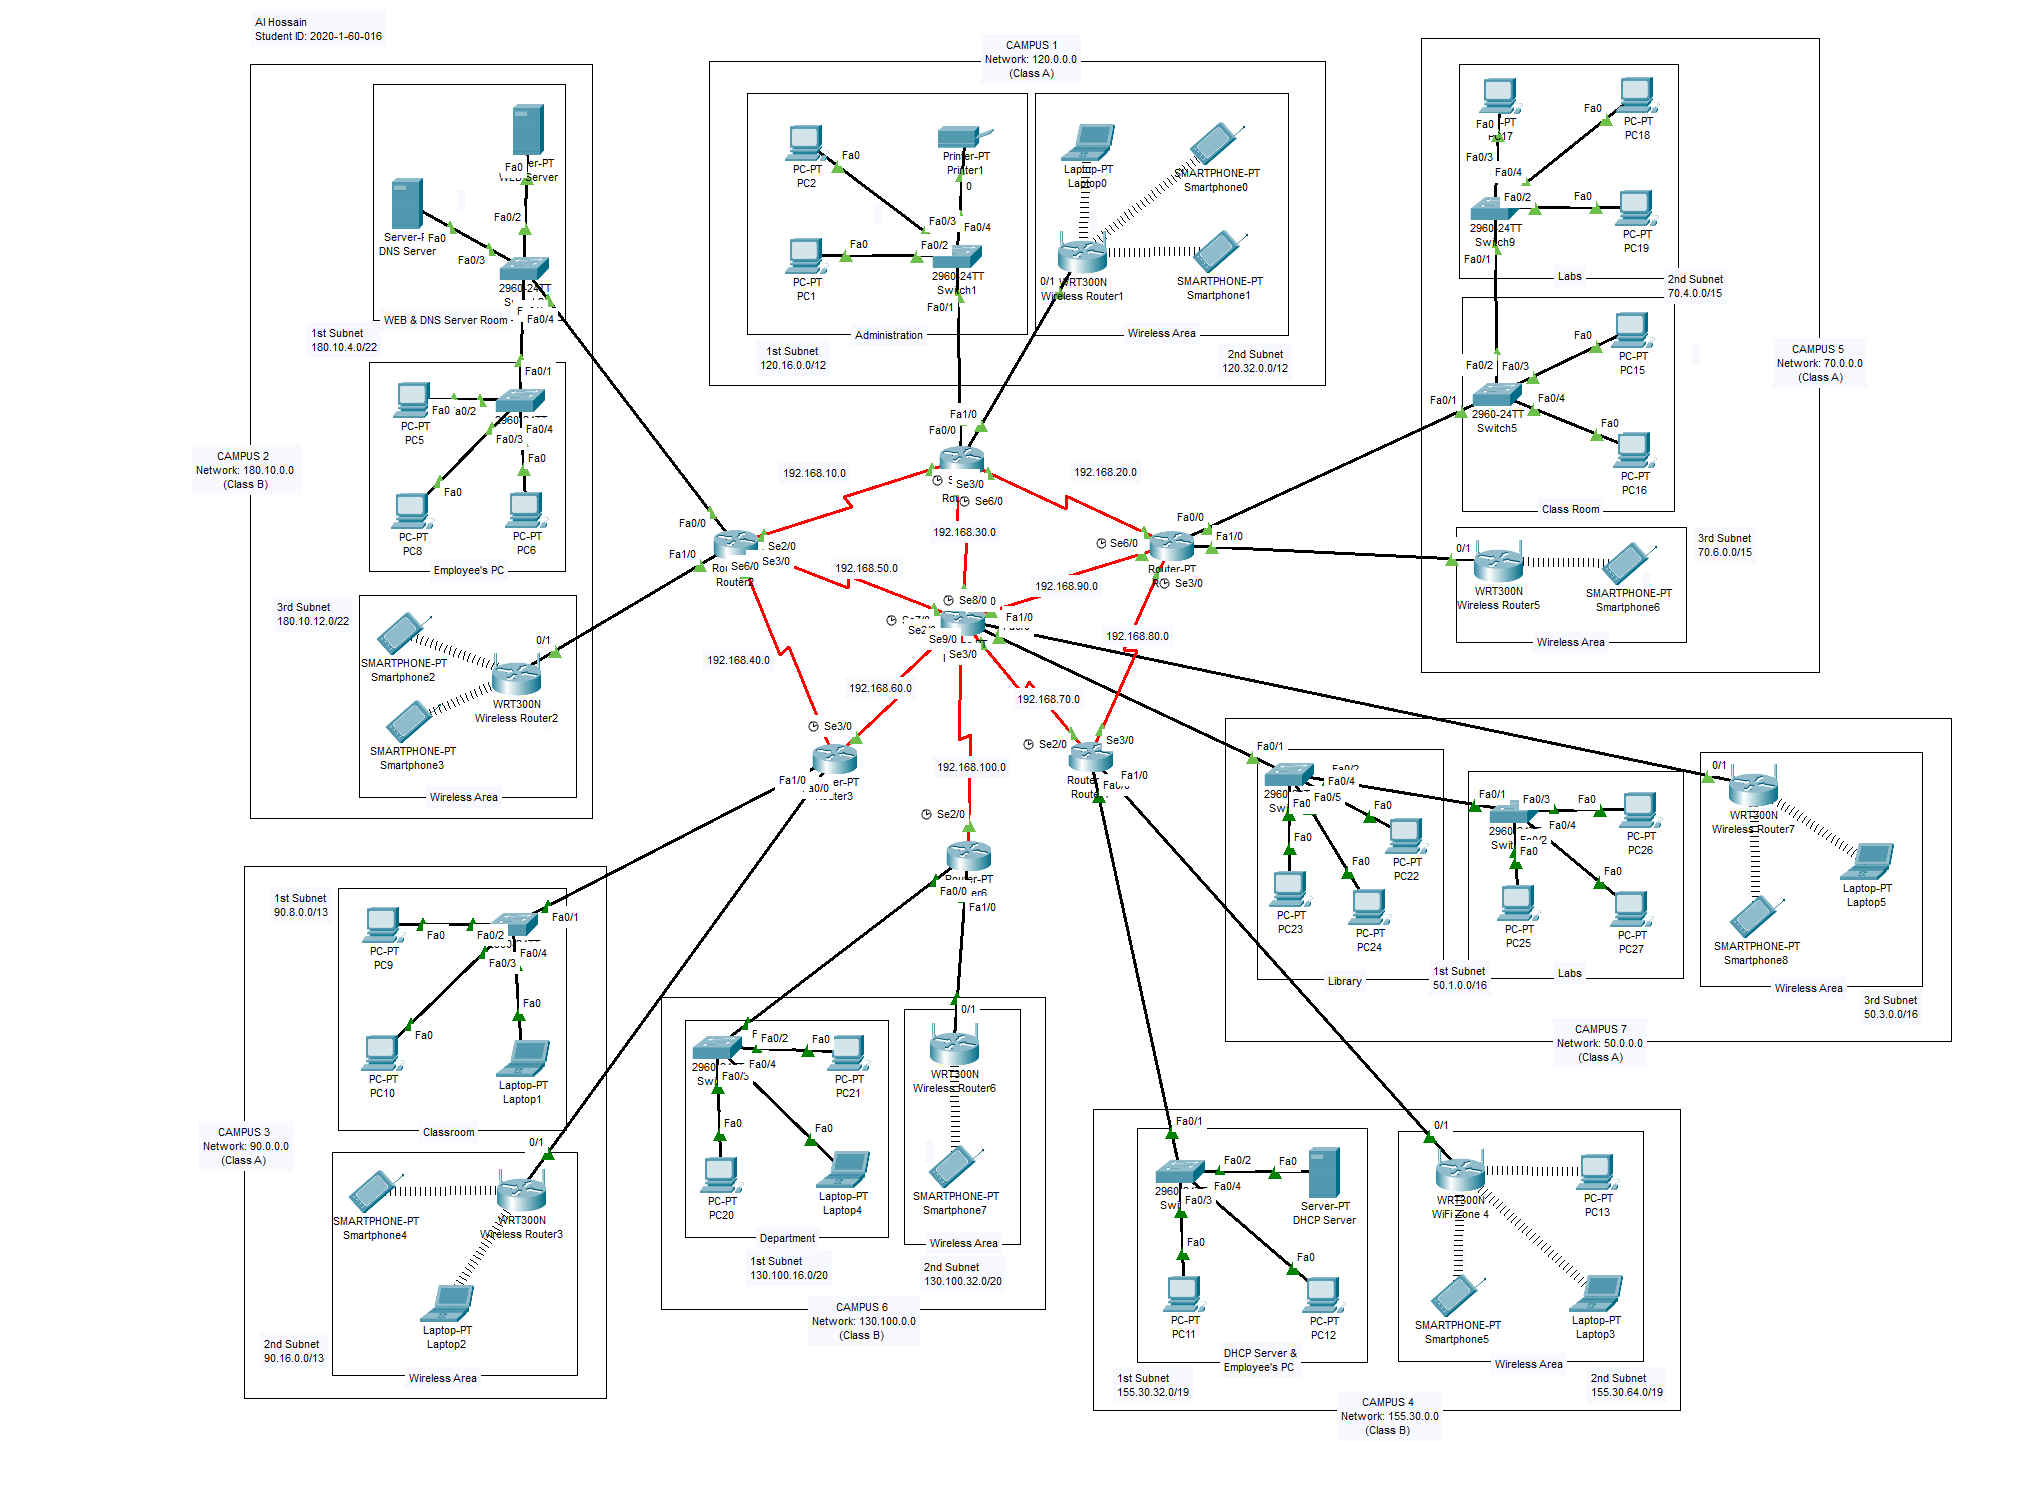 Al Hossain
Student ID: 2020-1-60-016
CAMPUS 1
Network: 120.0.0.0
(Class A)
PC-PT
PC2
Fa0
Printer-PT
Printer1
0
Fa0/3
Fa0/4
Fa0/2
PC-PT
PC1
Fa0
2960-24TT
Switch1
Fa0/1
Administration
1st Subnet
120.16.0.0/12
Laptop-PT
Laptop0
SMARTPHONE-PT
Smartphone0
SMARTPHONE-PT
Smartphone1
0/1
WRT300N
Wireless Router1
Wireless Area
2nd Subnet
120.32.0.0/12
Fa0
WEB Server
Fa0/2
Fa0
DNS Server
Fa0/3
2960-24TT
Fa0/4
WEB & DNS Server Room
1st Subnet
180.10.4.0/22
Fa0/1
Fa0
PC-PT
PC5
Fa0/4
Fa0/3
Fa0
Fa0
PC-PT
PC8
PC-PT
PC6
Employee's PC
CAMPUS 2
Network: 180.10.0.0
(Class B)
3rd Subnet
180.10.12.0/22
0/1
SMARTPHONE-PT
Smartphone2
WRT300N
Wireless Router2
SMARTPHONE-PT
Smartphone3
Wireless Area
Fa0
PC-PT
PC18
Fa0
Fa0/3
Fa0/4
Fa0/2
Fa0
PC-PT
PC19
2960-24TT
Switch9
Fa0/1
Labs
2nd Subnet
70.4.0.0/15
Fa0
PC-PT
PC15
Fa0/2
Fa0/3
Fa0/1
Fa0/4
2960-24TT
Switch5
Fa0
PC-PT
PC16
Class Room
CAMPUS 5
Network: 70.0.0.0
(Class A)
3rd Subnet
70.6.0.0/15
0/1
WRT300N
Wireless Router5
SMARTPHONE-PT
Smartphone6
Wireless Area
Fa1/0
Fa0/0
Se3/0
Se6/0
192.168.10.0
192.168.20.0
192.168.30.0
Fa0/0
Fa1/0
Se2/0
Se3/0
Se6/0
192.168.50.0
192.168.90.0
Fa0/0
Fa1/0
Se6/0
Router-PT
Se3/0
Se8/0
Fa1/0
Se9/0
Se3/0
192.168.40.0
192.168.60.0
192.168.70.0
192.168.80.0
192.168.100.0
Se3/0
Fa1/0
Se2/0
Se3/0
Fa1/0
Se2/0
Router-PT
Fa0/0
Fa1/0
1st Subnet
90.8.0.0/13
Fa0/1
Fa0/2
Fa0
PC-PT
PC9
Fa0/3
Fa0/4
Fa0
Fa0
PC-PT
PC10
Laptop-PT
Laptop1
Classroom
CAMPUS 3
Network: 90.0.0.0
(Class A)
0/1
SMARTPHONE-PT
Smartphone4
WRT300N
Wireless Router3
Laptop-PT
Laptop2
2nd Subnet
90.16.0.0/13
Wireless Area
Fa0/2
Fa0
Fa0/4
PC-PT
PC21
Fa0
Fa0
PC-PT
PC20
Laptop-PT
Laptop4
Department
1st Subnet
130.100.16.0/20
0/1
WRT300N
Wireless Router6
SMARTPHONE-PT
Smartphone7
Wireless Area
2nd Subnet
130.100.32.0/20
CAMPUS 6
Network: 130.100.0.0
(Class B)
Fa0/1
Fa0/4
Fa0/5
Fa0
Fa0
Fa0
PC-PT
PC22
PC-PT
PC23
PC-PT
PC24
Library
1st Subnet
50.1.0.0/16
Fa0/1
Fa0/3
Fa0/4
Fa0
Fa0
PC-PT
PC26
Fa0
PC-PT
PC25
PC-PT
PC27
Labs
0/1
WRT300N
Wireless Router7
Laptop-PT
Laptop5
SMARTPHONE-PT
Smartphone8
Wireless Area
3rd Subnet
50.3.0.0/16
CAMPUS 7
Network: 50.0.0.0
(Class A)
Fa0/1
Fa0/2
Fa0
Fa0/4
Fa0/3
Server-PT
DHCP Server
Fa0
Fa0
PC-PT
PC11
PC-PT
PC12
DHCP Server &
Employee's PC
1st Subnet
155.30.32.0/19
0/1
WRT300N
WiFi Zone 4
PC-PT
PC13
SMARTPHONE-PT
Smartphone5
Laptop-PT
Laptop3
Wireless Area
2nd Subnet
155.30.64.0/19
CAMPUS 4
Network: 155.30.0.0
(Class B)